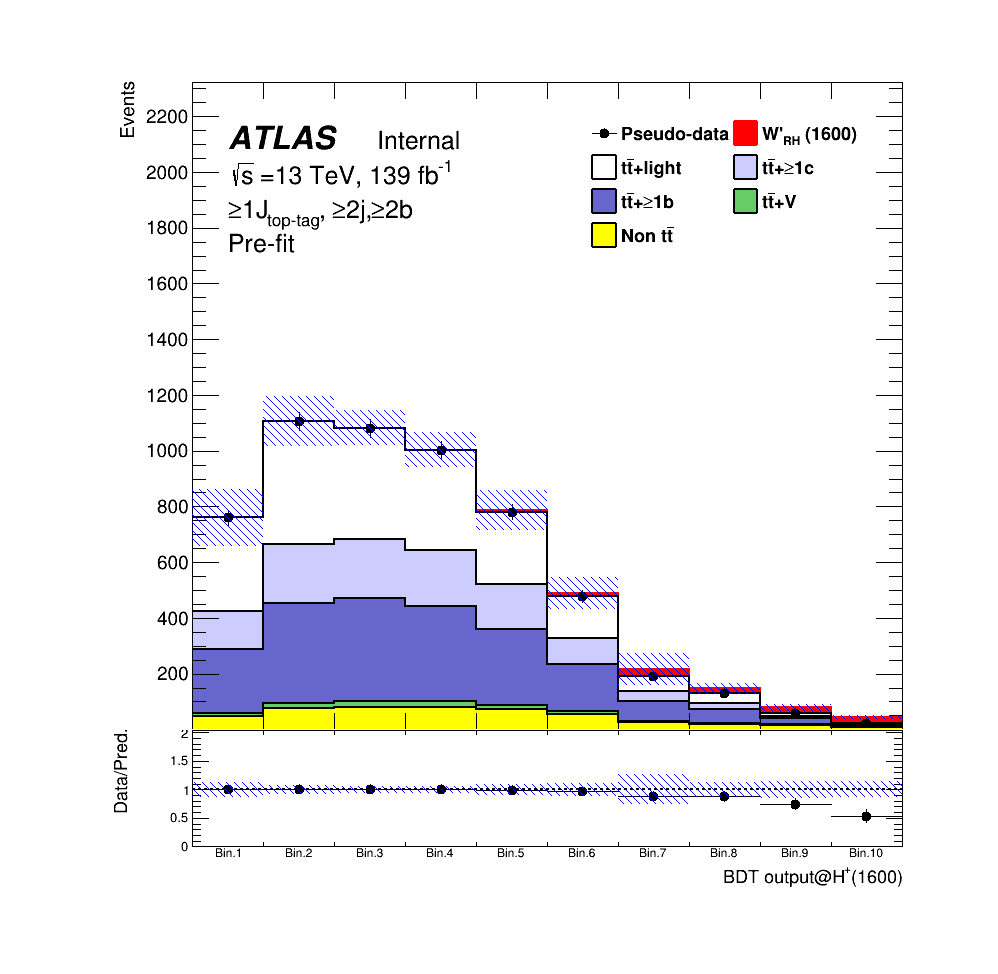 Events
2200
2000
1800
1600
1400
1200
1000
800
600
400
200
ATLAS Internal
√s =13 TeV, 139 fb⁻¹
≥1J_top-tag, ≥2j,≥2b
Pre-fit
Pseudo-data
W'_RH (1600)
tt̄+light
tt̄+≥1c
tt̄+≥1b
tt̄+V
Non tt̄
Data/Pred.
2
1.5
1
0.5
0
Bin.1 Bin.2 Bin.3 Bin.4 Bin.5 Bin.6 Bin.7 Bin.8 Bin.9 Bin.10
BDT output@H⁺(1600)